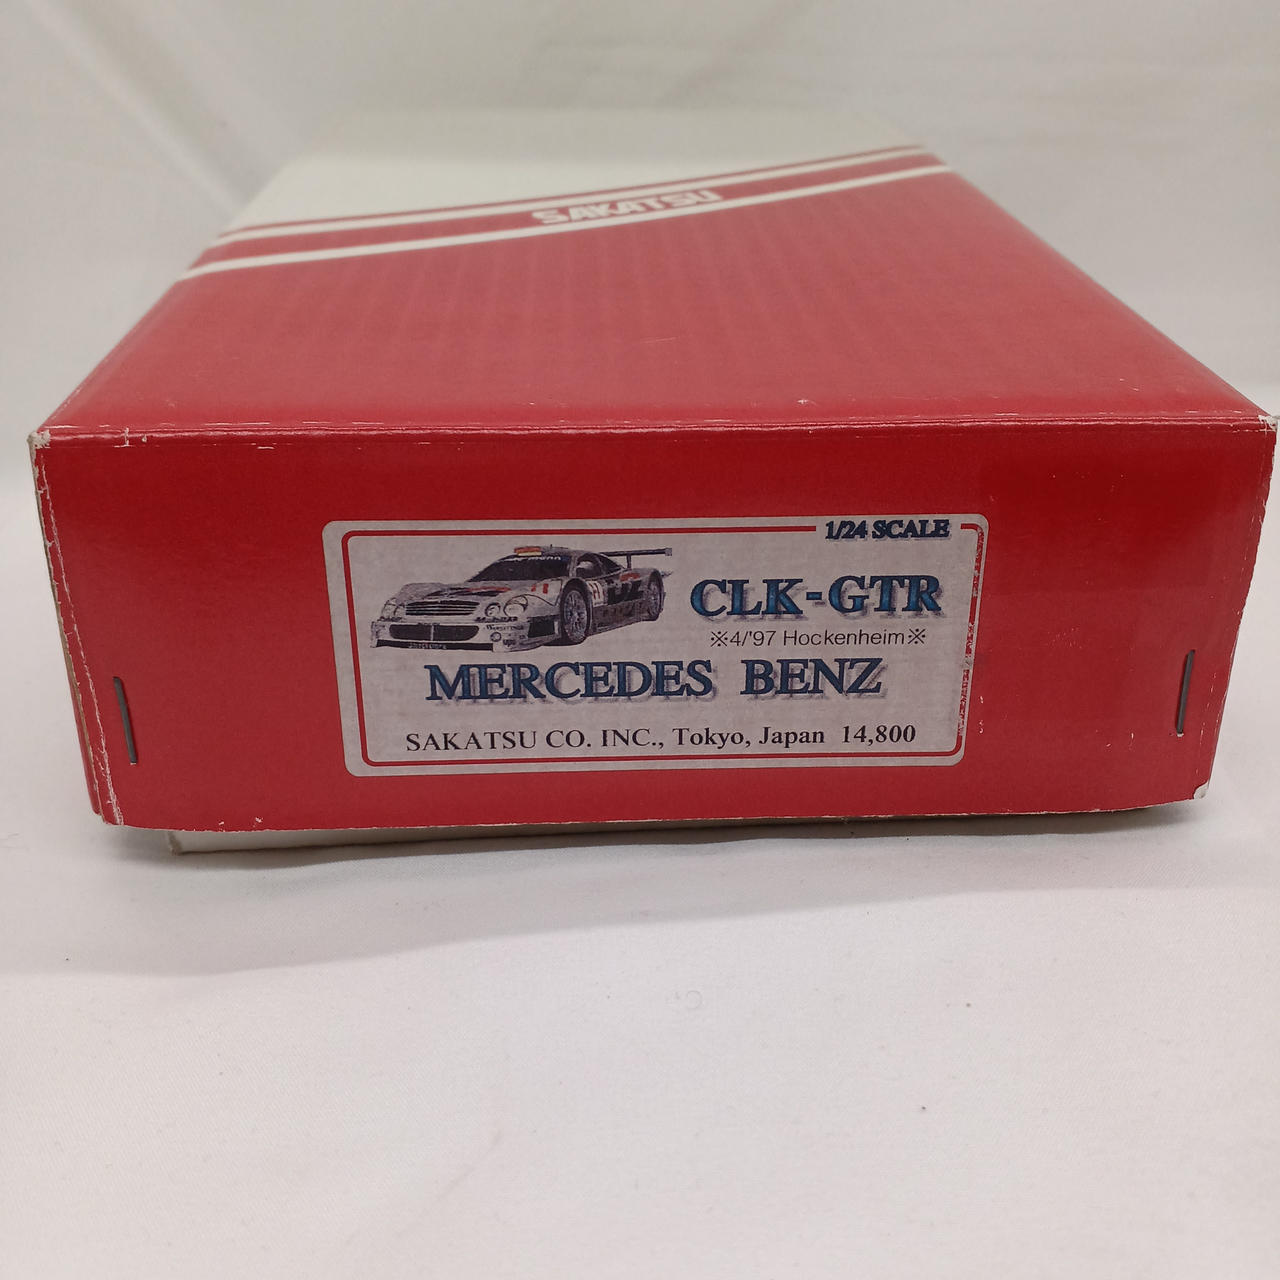 SAKATSU
1/24 SCALE
CLK-GTR
※4/'97 Hockenheim※
MERCEDES BENZ
SAKATSU CO. INC., Tokyo, Japan 14,800